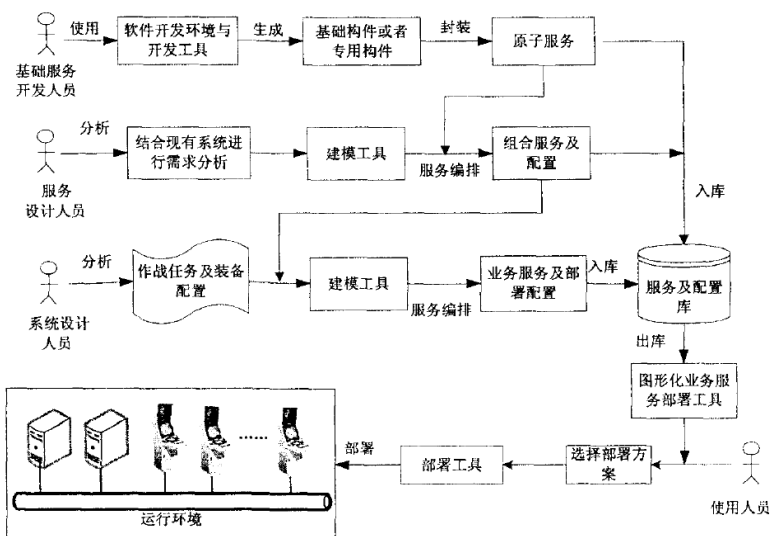 使用
软件开发环境与
开发工具
生成
基础构件或者
专用构件
封装
原子服务
基础服务
开发人员
分析
结合现有系统进
行需求分析
建模工具
服务编排
组合服务及
配置
入库
服务
设计人员
分析
作战任务及装备
配置
建模工具
服务编排
业务服务及部
署配置
入库
服务及配置
库
系统设计
人员
出库
图形化业务服
务部署工具
部署
部署工具
选择部署方
案
使用人员
……
运行环境